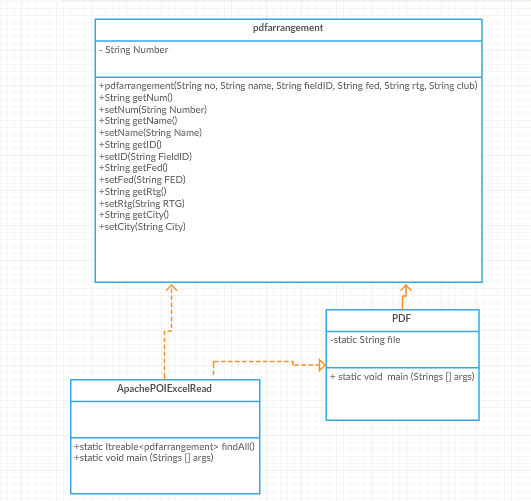 pdfarrangement
- String Number
+pdfarrangement(String no, String name, String fieldID, String fed, String rtg, String club)
+String getNum()
+setNum(String Number)
+String getName()
+setName(String Name)
+String getID()
+setID(String FieldID)
+String getFed()
+setFed(String FED)
+String getRtg()
+setRtg(String RTG)
+String getCity()
+setCity(String City)
PDF
-static String file
+ static void main (Strings [] args)
ApachePOIExcelRead
+static Itreable<pdfarrangement> findAll()
+static void main (Strings [] args)